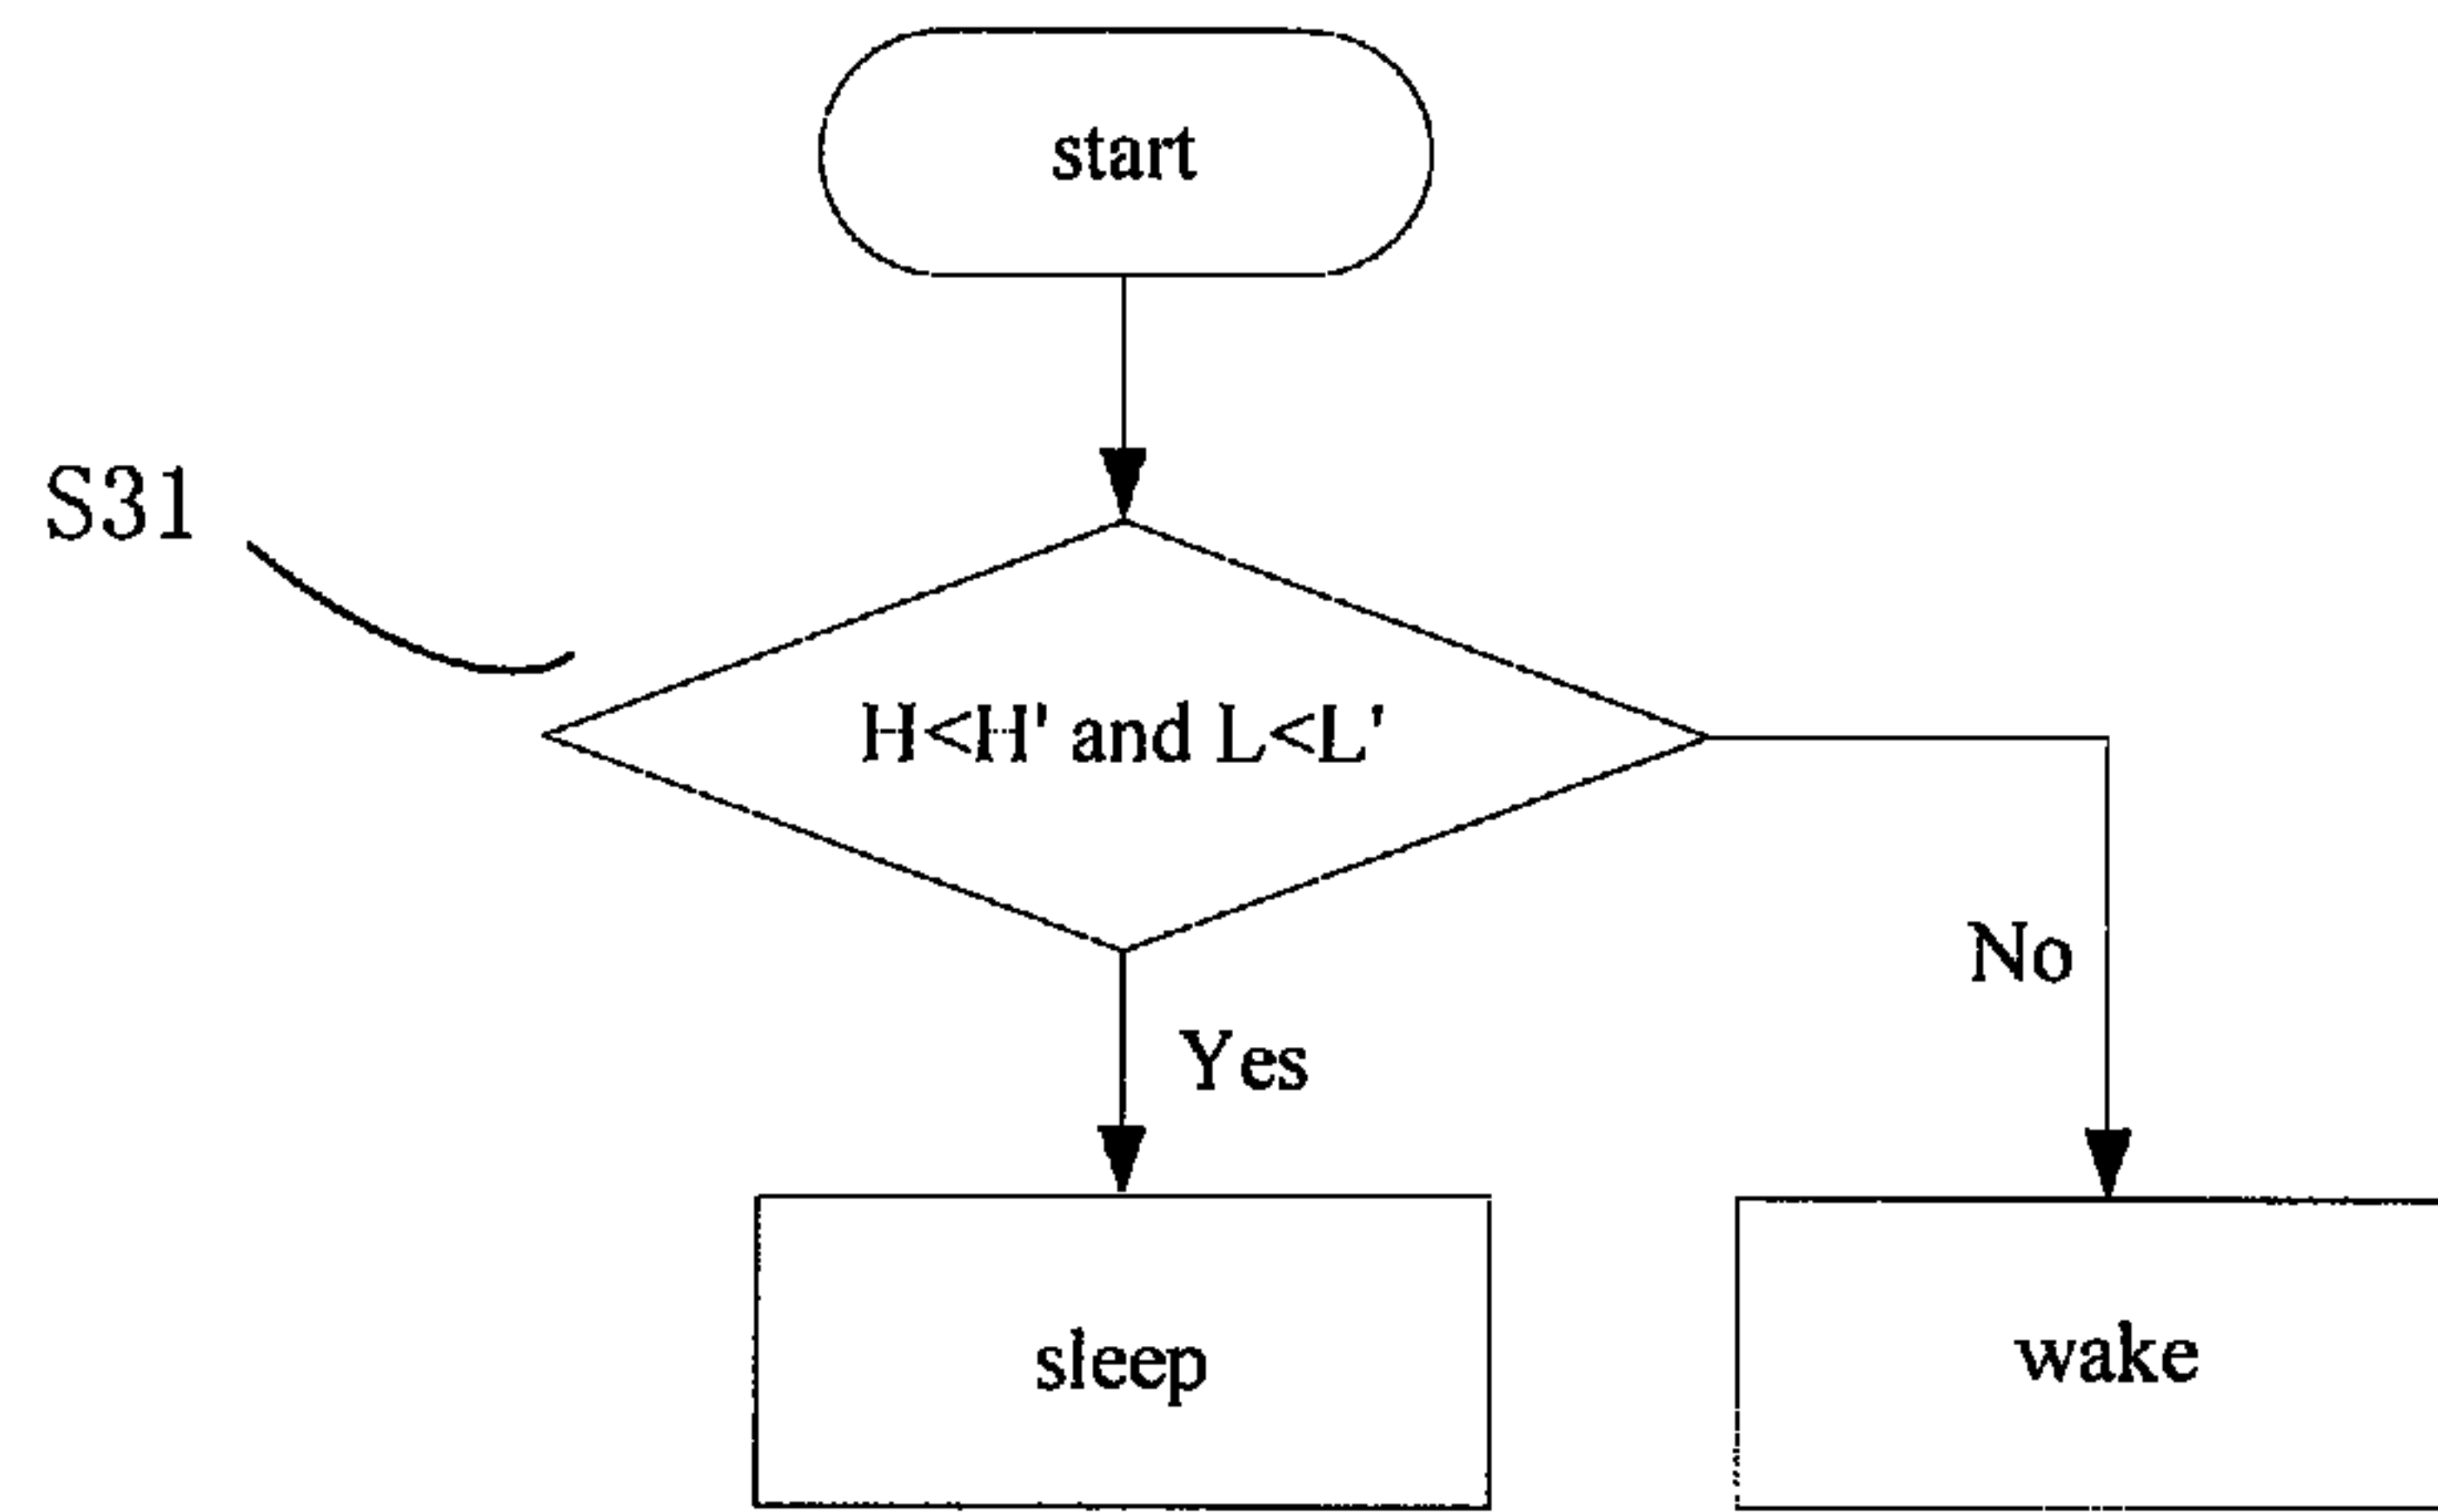 start
S31
H<H' and L<L'
No
Yes
sleep
wake